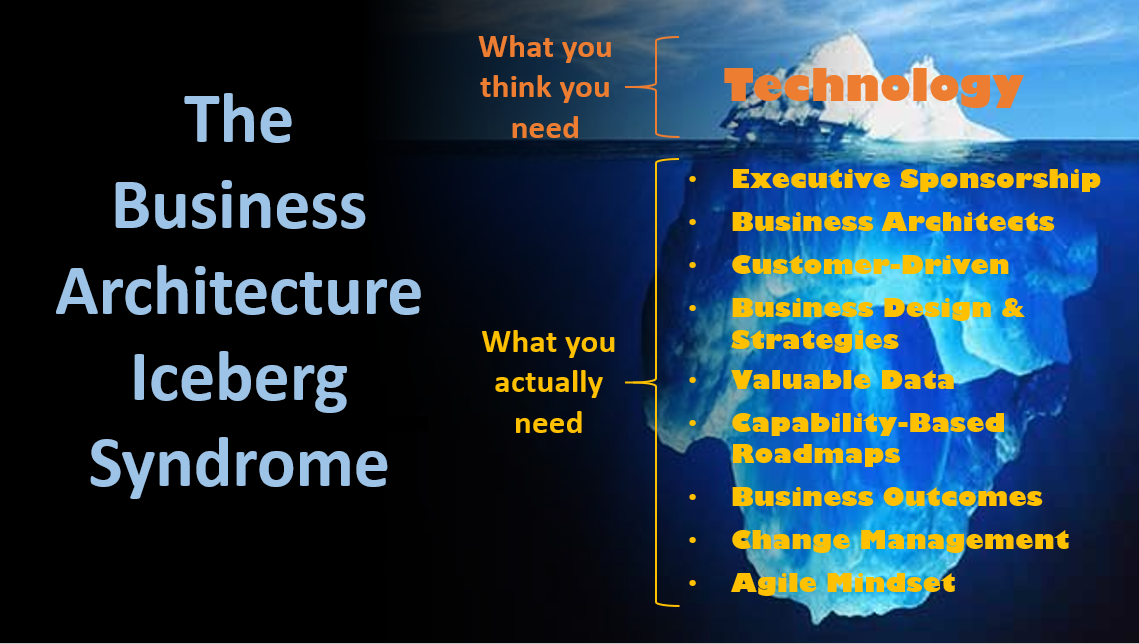 The
Business
Architecture
Iceberg
Syndrome
What you
think you
need
Technology
What you
actually
need
• Executive Sponsorship
• Business Architects
• Customer-Driven
• Business Design &
Strategies
• Valuable Data
• Capability-Based
Roadmaps
• Business Outcomes
• Change Management
• Agile Mindset